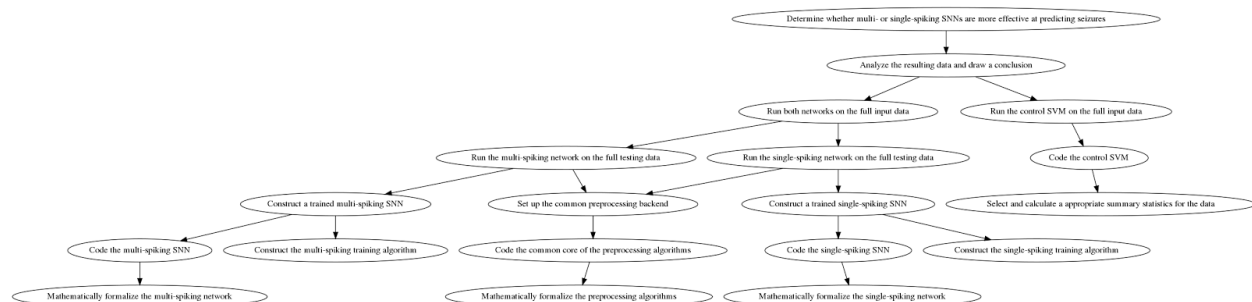 Determine whether multi- or single-spiking SNNs are more effective at predicting seizures
Analyze the resulting data and draw a conclusion
Run both networks on the full input data
Run the control SVM on the full input data
Run the multi-spiking network on the full testing data
Run the single-spiking network on the full testing data
Code the control SVM
Construct a trained multi-spiking SNN
Set up the common preprocessing backend
Construct a trained single-spiking SNN
Select and calculate a appropriate summary statistics for the data
Code the multi-spiking SNN
Construct the multi-spiking training algorithm
Code the common core of the preprocessing algorithms
Code the single-spiking SNN
Construct the single-spiking training algorithm
Mathematically formalize the multi-spiking network
Mathematically formalize the preprocessing algorithms
Mathematically formalize the single-spiking network